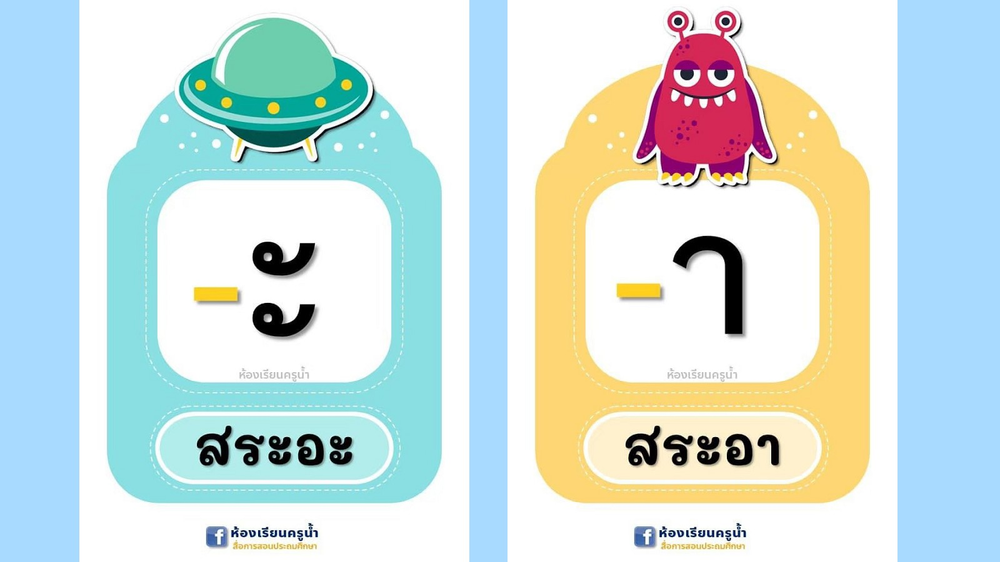 -ะ
ห้องเรียนครูน้ำ
สระอะ
ห้องเรียนครูน้ำ
สื่อการสอนประถมศึกษา
-า
ห้องเรียนครูน้ำ
สระอา
ห้องเรียนครูน้ำ
สื่อการสอนประถมศึกษา